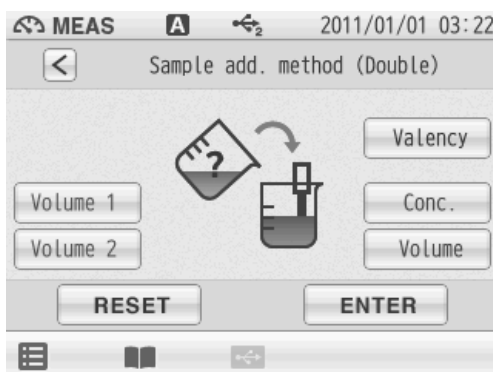 MEAS A 2 2011/01/01 03:22
< Sample add. method (Double)
?
Valency
Volume 1 Conc.
Volume 2 Volume
RESET ENTER